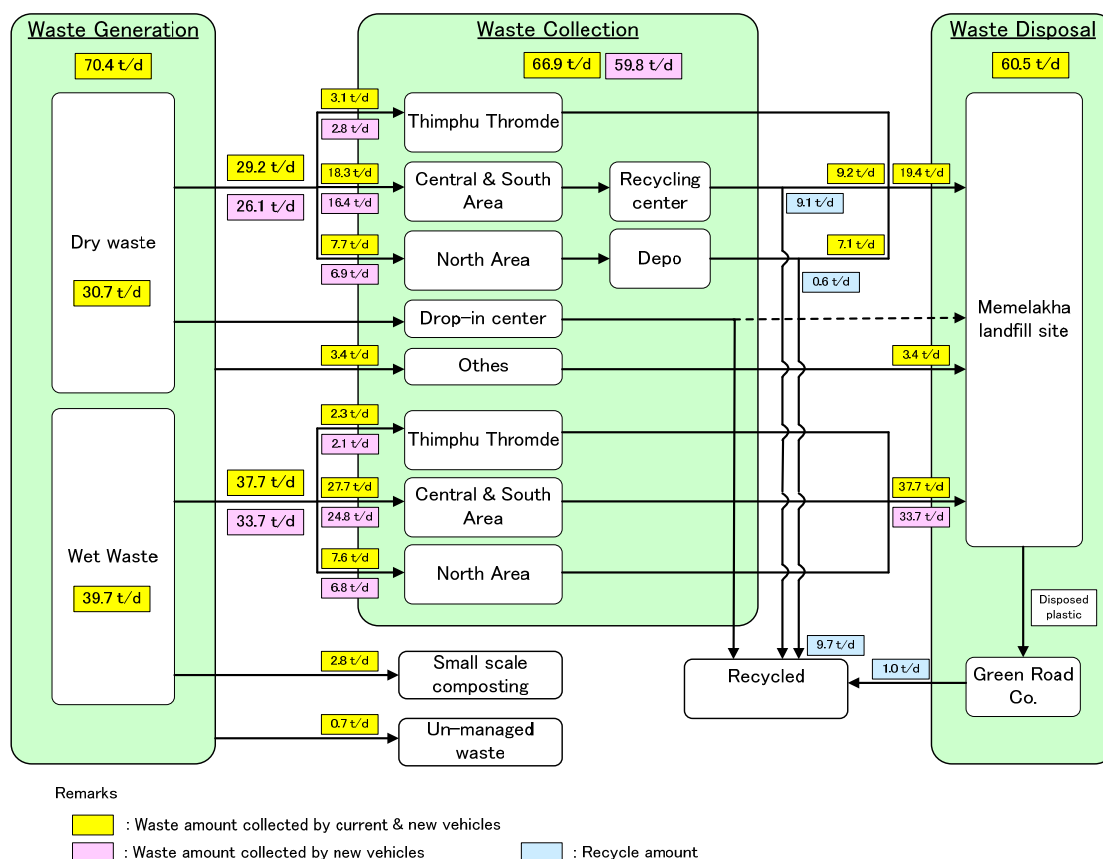 Waste Generation
70.4 t/d
Waste Collection
66.9 t/d 59.8 t/d
Waste Disposal
60.5 t/d
Dry waste
30.7 t/d
29.2 t/d
26.1 t/d
3.1 t/d
2.8 t/d
Thimphu Thromde
18.3 t/d
16.4 t/d
Central & South
Area
Recycling
center
9.2 t/d
9.1 t/d
19.4 t/d
7.7 t/d
6.9 t/d
North Area
Depo
7.1 t/d
0.6 t/d
Drop-in center
3.4 t/d
Othes
3.4 t/d
Memelakha
landfill site
Wet Waste
39.7 t/d
37.7 t/d
33.7 t/d
2.3 t/d
2.1 t/d
Thimphu Thromde
27.7 t/d
24.8 t/d
Central & South
Area
37.7 t/d
33.7 t/d
7.6 t/d
6.8 t/d
North Area
Disposed
plastic
2.8 t/d
Small scale
composting
9.7 t/d
Recycled
1.0 t/d
Green Road
Co.
0.7 t/d
Un-managed
waste
Remarks
: Waste amount collected by current & new vehicles
: Waste amount collected by new vehicles
: Recycle amount